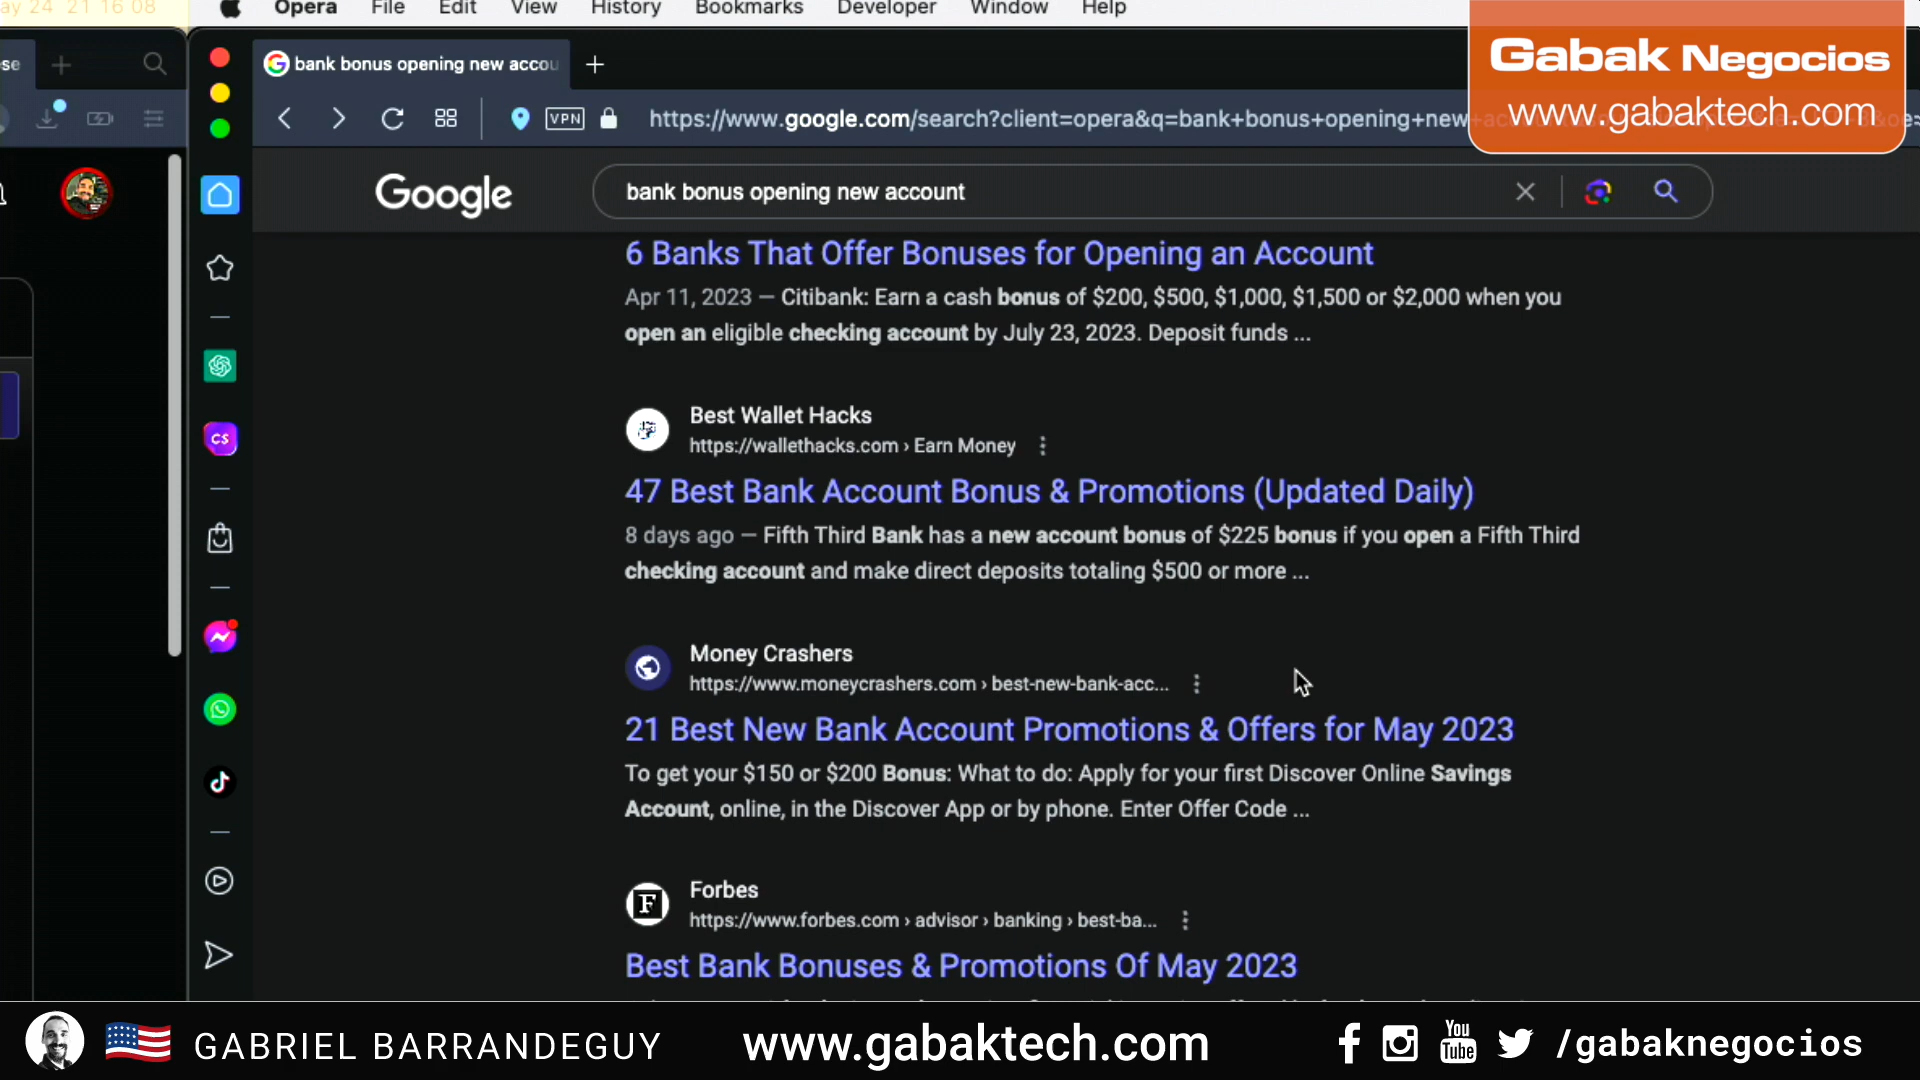 ay 24 21 16 08
Opera File Edit View History Bookmarks Developer Window Help
Gabak Negocios
www.gabaktech.com
se
bank bonus opening new accou
VPN
https://www.google.com/search?client=opera&q=bank+bonus+opening+new+
Google
bank bonus opening new account
6 Banks That Offer Bonuses for Opening an Account
Apr 11, 2023 — Citibank: Earn a cash bonus of $200, $500, $1,000, $1,500 or $2,000 when you
open an eligible checking account by July 23, 2023. Deposit funds ...
CS
Best Wallet Hacks
https://wallethacks.com › Earn Money
47 Best Bank Account Bonus & Promotions (Updated Daily)
8 days ago — Fifth Third Bank has a new account bonus of $225 bonus if you open a Fifth Third
checking account and make direct deposits totaling $500 or more ...
Money Crashers
https://www.moneycrashers.com › best-new-bank-acc...
21 Best New Bank Account Promotions & Offers for May 2023
To get your $150 or $200 Bonus: What to do: Apply for your first Discover Online Savings
Account, online, in the Discover App or by phone. Enter Offer Code ...
F
Forbes
https://www.forbes.com › advisor › banking › best-ba...
Best Bank Bonuses & Promotions Of May 2023
GABRIEL BARRANDEGUY
www.gabaktech.com
You
Tube
/gabaknegocios